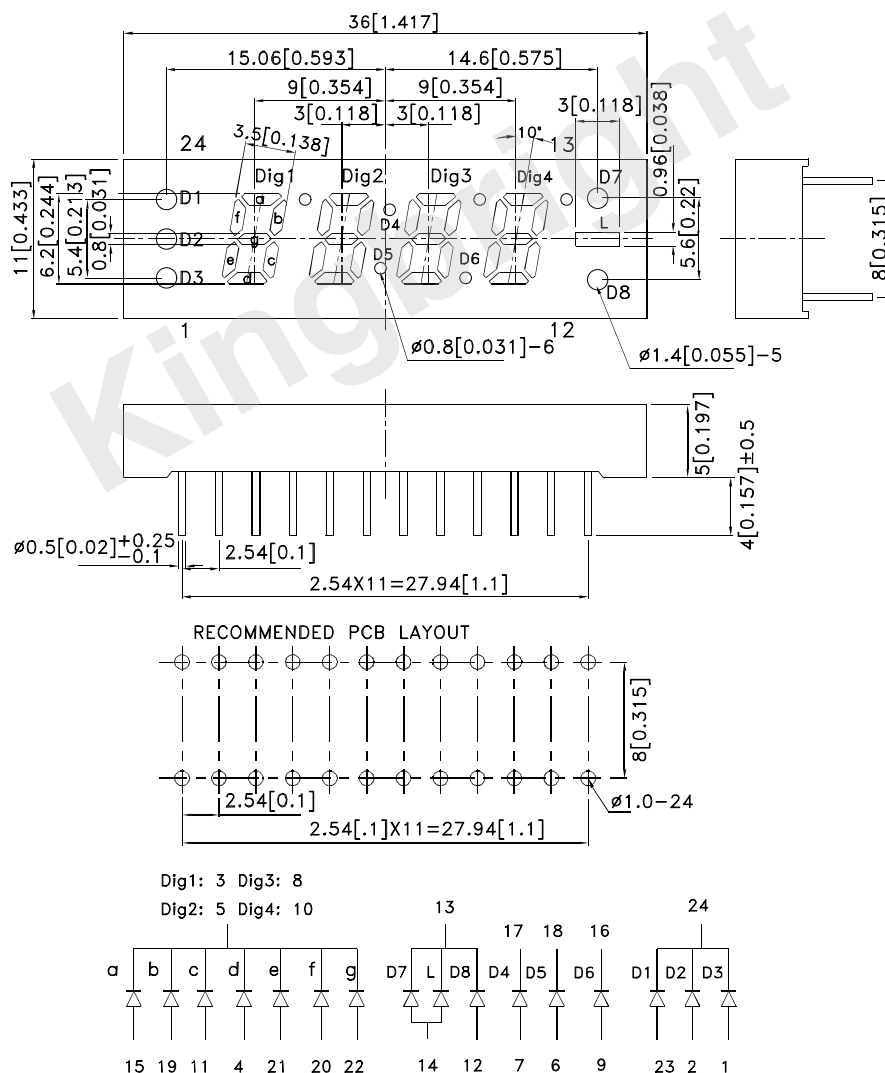 36[1.417]
15.06[0.593] 14.6[0.575]
9[0.354] 9[0.354]
3[0.118] 3[0.118] 3[0.118]
0.96[0.038]
24 3.5[0.138] 10° 13
Dig1 Dig2 Dig3 Dig4 D7
D1 a
f b D4
D2 g L
e c D5 D6
D3 d D8
11[0.433]
6.2[0.244]
5.4[0.213]
0.8[0.031]
5.6[0.22]
8[0.315]
1 12
ø0.8[0.031]-6 ø1.4[0.055]-5
Kingbright
5[0.197]
4[0.157]±0.5
ø0.5[0.02]+0.25
-0.1
2.54[0.1]
2.54X11=27.94[1.1]
RECOMMENDED PCB LAYOUT
8[0.315]
2.54[0.1] ø1.0-24
2.54[.1]X11=27.94[1.1]
Dig1: 3 Dig3: 8
Dig2: 5 Dig4: 10
13 24
17 18 16
a b c d e f g D7 L D8 D4 D5 D6 D1 D2 D3
15 19 11 4 21 20 22 14 12 7 6 9 23 2 1